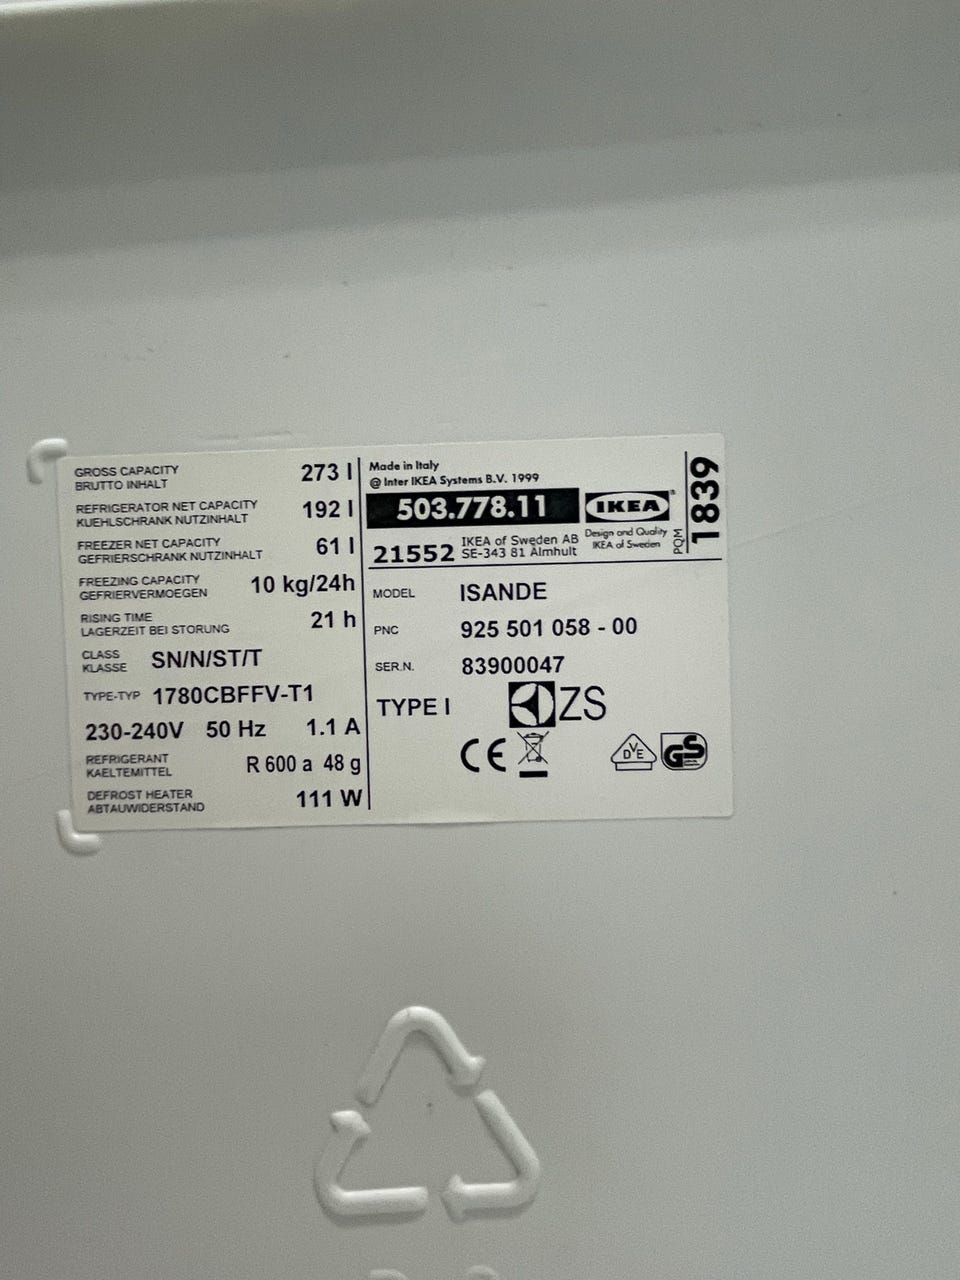 GROSS CAPACITY
BRUTTO INHALT
273 l
REFRIGERATOR NET CAPACITY
KUEHLSCHRANK NUTZINHALT
192 l
FREEZER NET CAPACITY
GEFRIERSCHRANK NUTZINHALT
61 l
FREEZING CAPACITY
GEFRIERVERMOEGEN
10 kg/24h
RISING TIME
LAGERZEIT BEI STORUNG
21 h
CLASS
KLASSE
SN/N/ST/T
TYPE-TYP 1780CBFFV-T1
230-240V 50 Hz 1.1 A
REFRIGERANT
KAELTEMITTEL
R 600 a 48 g
DEFROST HEATER
ABTAUWIDERSTAND
111 W
Made in Italy
@ Inter IKEA Systems B.V. 1999
503.778.11
IKEA®
21552
IKEA of Sweden AB
SE-343 81 Älmhult
Design and Quality
IKEA of Sweden
PQM
1839
MODEL ISANDE
PNC 925 501 058 - 00
SER.N. 83900047
TYPE I
ZS
CE
DVE
GS